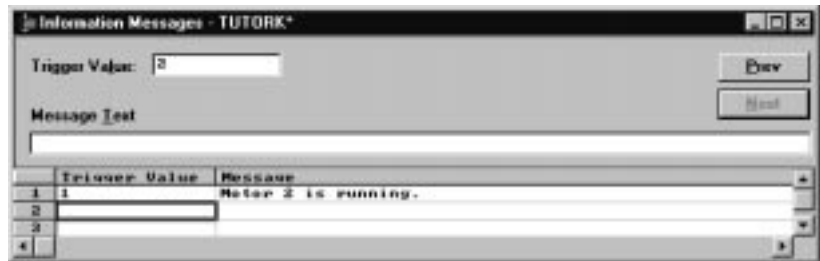 Information Messages - TUTORK*
Trigger Value: 2
Prev
Next
Message Text
Trigger Value Message
1 1 Motor 2 is running.
2
3